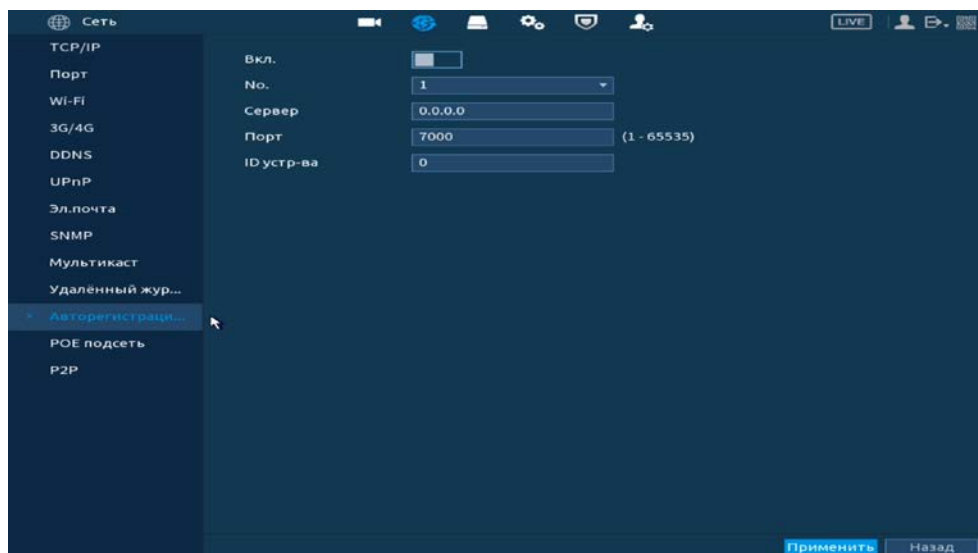 Сеть
LIVE
TCP/IP
Порт
Wi-Fi
3G/4G
DDNS
UPnP
Эл.почта
SNMP
Мультикаст
Удалённый жур...
Авторегистраци...
POE подсеть
P2P
Вкл.
No. 1
Сервер 0.0.0.0
Порт 7000 (1 - 65535)
ID устр-ва 0
Применить
Назад